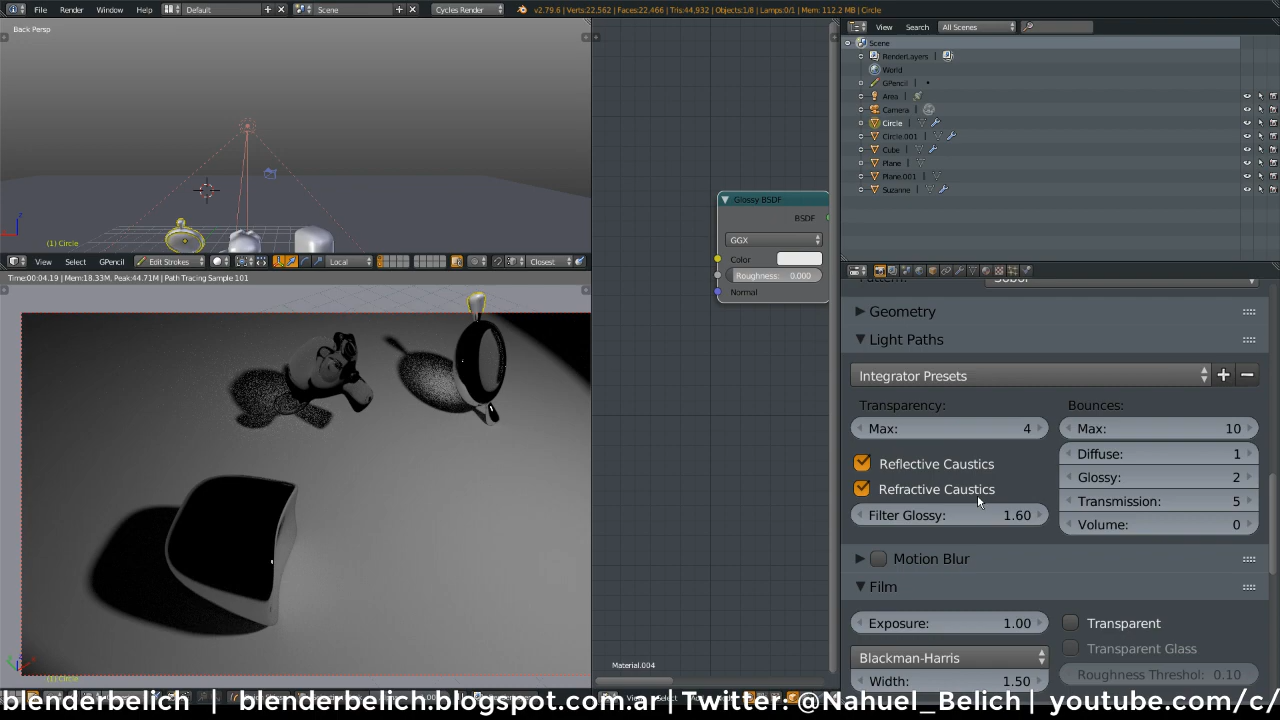 File Render Window Help Default Scene Cycles Render v2.79.6 | Verts:22,562 | Faces:22,466 | Tris:44,932 | Objects:1/8 | Lamps:0/1 | Mem: 112.2 MB | Circle
Back Persp
(1) Circle
View Select GPencil Edit Strokes Local Closest
Time:00:04.19 | Mem:18.33M, Peak:44.71M | Path Tracing Sample 101
(1) Circle
Glossy BSDF
BSDF
GGX
Color
Roughness: 0.000
Normal
Material.004
View Search All Scenes
Scene
RenderLayers |
World
GPencil |
Area |
Camera |
Circle |
Circle.001 |
Cube |
Plane |
Plane.001 |
Suzanne |
Pattern: Sobol
Geometry
Light Paths
Integrator Presets
Transparency: Bounces:
Max: 4 Max: 10
Diffuse: 1
Reflective Caustics Glossy: 2
Refractive Caustics Transmission: 5
Filter Glossy: 1.60 Volume: 0
Motion Blur
Film
Exposure: 1.00 Transparent
Transparent Glass
Blackman-Harris
Width: 1.50 Roughness Threshol: 0.10
blenderbelich | blenderbelich.blogspot.com.ar | Twitter: @Nahuel_Belich | youtube.com/c/